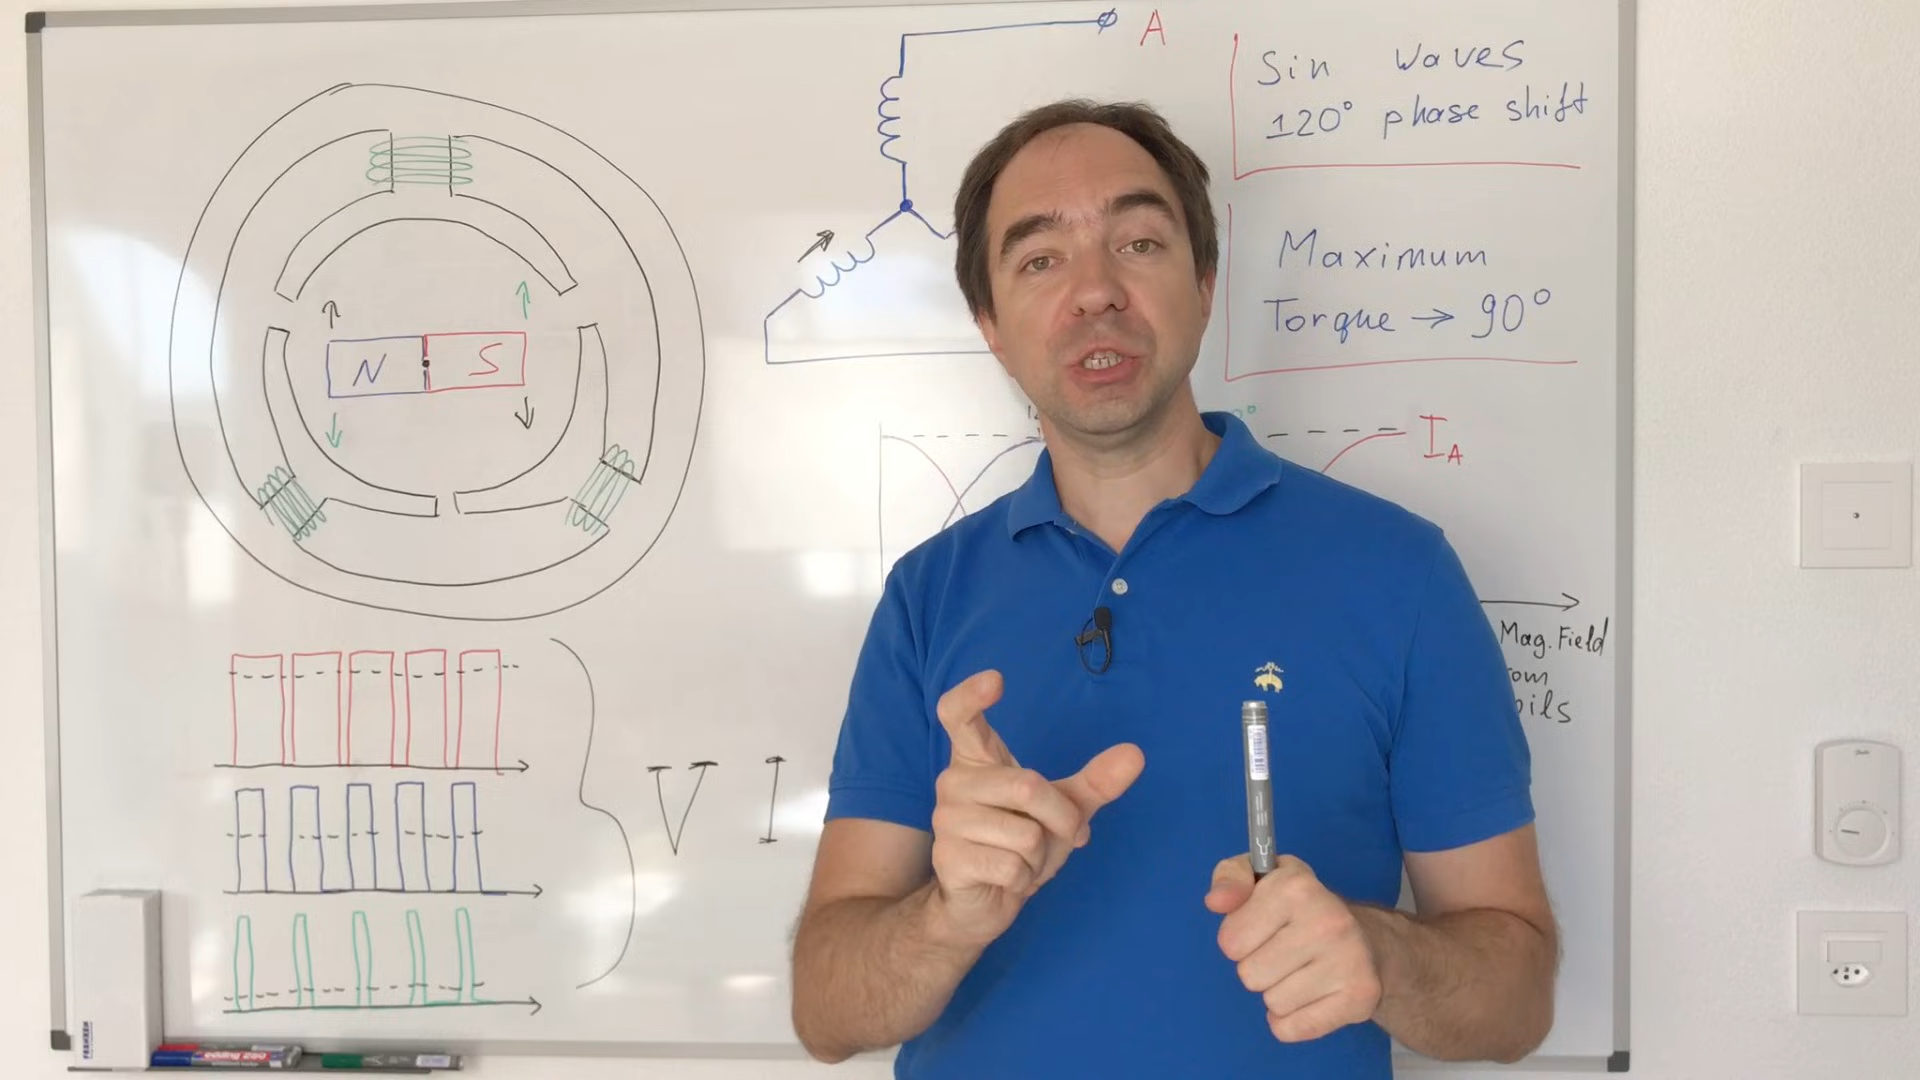 A
Sin waves
120° phase shift
Maximum
Torque → 90°
N S
I_A
Mag. Field
V I